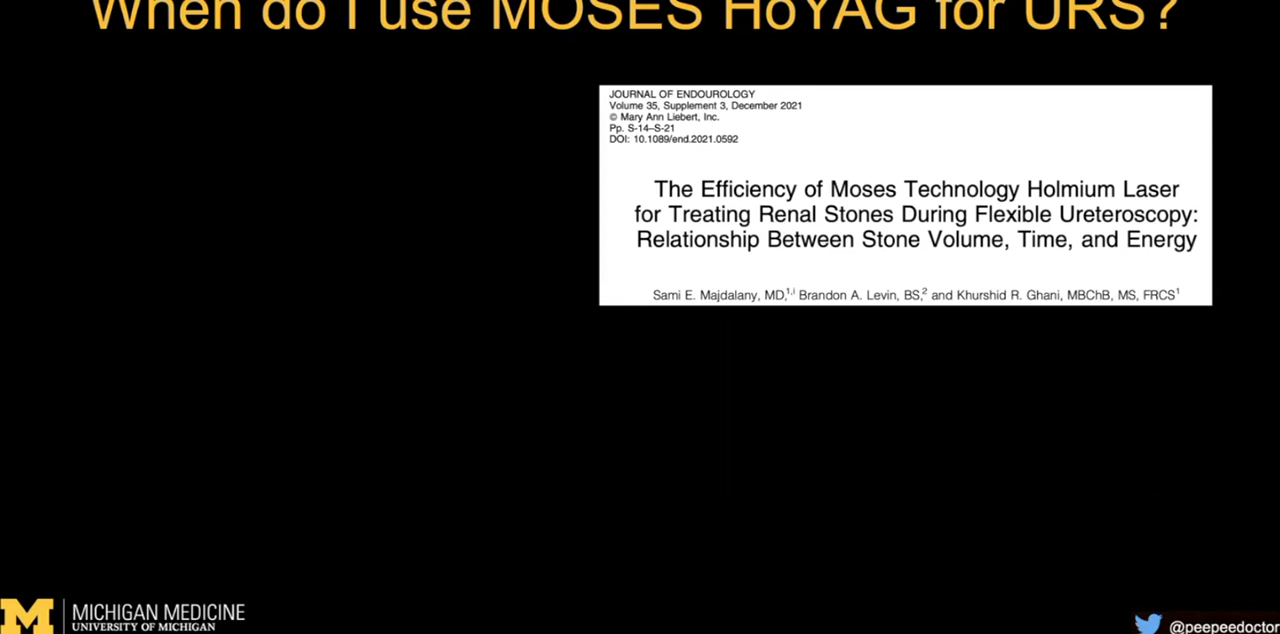 When do I use MOSES HoYAG for URS?
JOURNAL OF ENDOUROLOGY
Volume 35, Supplement 3, December 2021
© Mary Ann Liebert, Inc.
Pp. S-14–S-21
DOI: 10.1089/end.2021.0592
The Efficiency of Moses Technology Holmium Laser
for Treating Renal Stones During Flexible Ureteroscopy:
Relationship Between Stone Volume, Time, and Energy
Sami E. Majdalany, MD,1,i Brandon A. Levin, BS,2 and Khurshid R. Ghani, MBChB, MS, FRCS1
M
MICHIGAN MEDICINE
UNIVERSITY OF MICHIGAN
@peepeedoctor